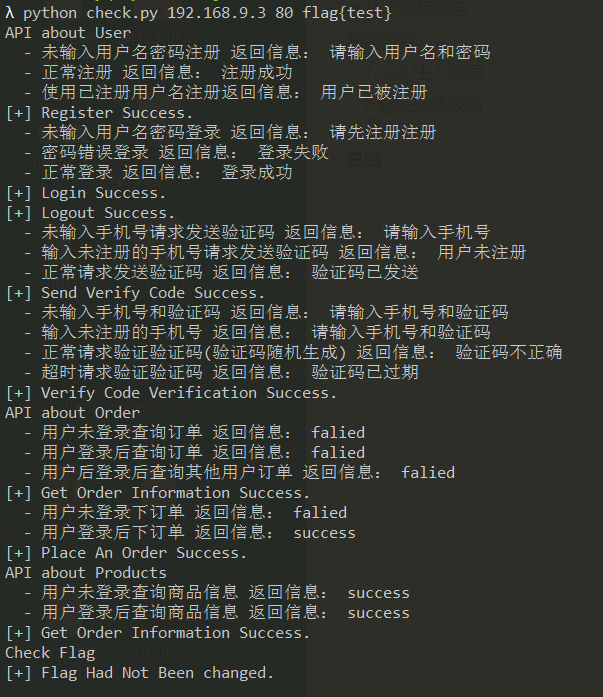 λ python check.py 192.168.9.3 80 flag{test}
API about User
- 未输入用户名密码注册 返回信息： 请输入用户名和密码
- 正常注册 返回信息： 注册成功
- 使用已注册用户名注册返回信息： 用户已被注册
[+] Register Success.
- 未输入用户名密码登录 返回信息： 请先注册注册
- 密码错误登录 返回信息： 登录失败
- 正常登录 返回信息： 登录成功
[+] Login Success.
[+] Logout Success.
- 未输入手机号请求发送验证码 返回信息： 请输入手机号
- 输入未注册的手机号请求发送验证码 返回信息： 用户未注册
- 正常请求发送验证码 返回信息： 验证码已发送
[+] Send Verify Code Success.
- 未输入手机号和验证码 返回信息： 请输入手机号和验证码
- 输入未注册的手机号 返回信息： 请输入手机号和验证码
- 正常请求验证验证码(验证码随机生成) 返回信息： 验证码不正确
- 超时请求验证验证码 返回信息： 验证码已过期
[+] Verify Code Verification Success.
API about Order
- 用户未登录查询订单 返回信息： falied
- 用户登录后查询订单 返回信息： falied
- 用户后登录后查询其他用户订单 返回信息： falied
[+] Get Order Information Success.
- 用户未登录下订单 返回信息： falied
- 用户登录后下订单 返回信息： success
[+] Place An Order Success.
API about Products
- 用户未登录查询商品信息 返回信息： success
- 用户登录后查询商品信息 返回信息： success
[+] Get Order Information Success.
Check Flag
[+] Flag Had Not Been changed.